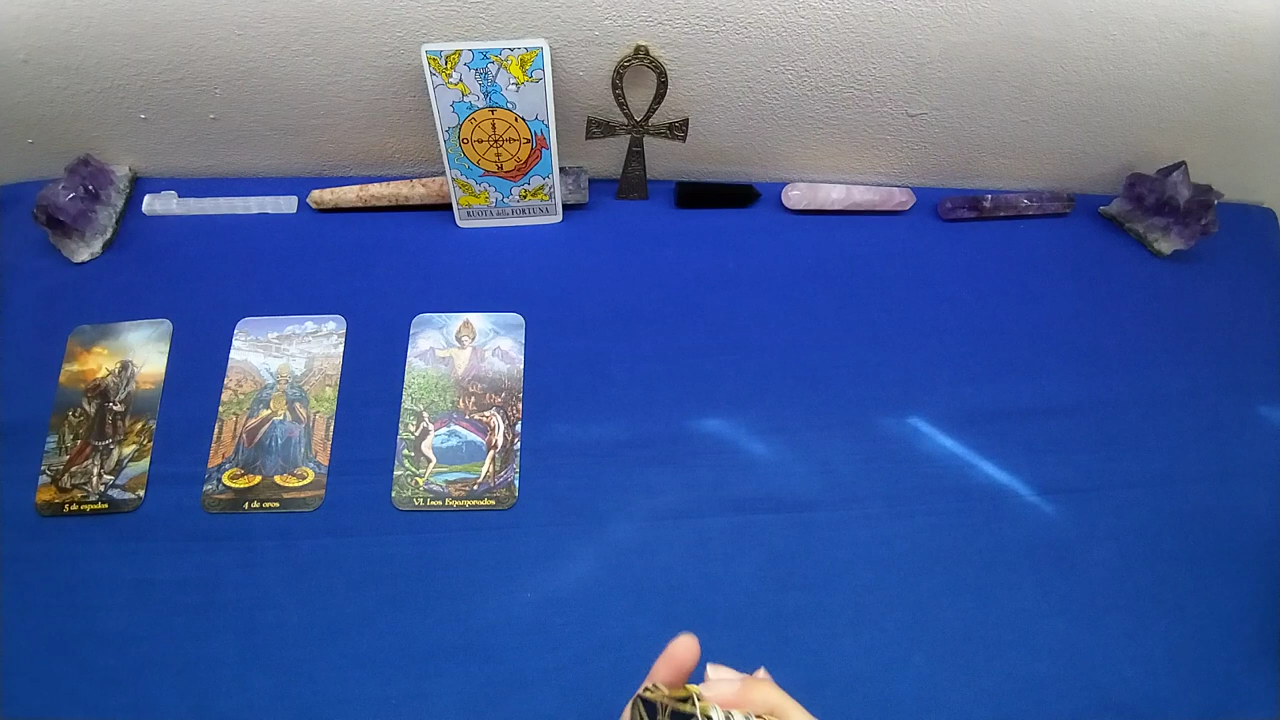 X
RUOTA della FORTUNA
5 de espadas
4 de oros
VI. Los Enamorados